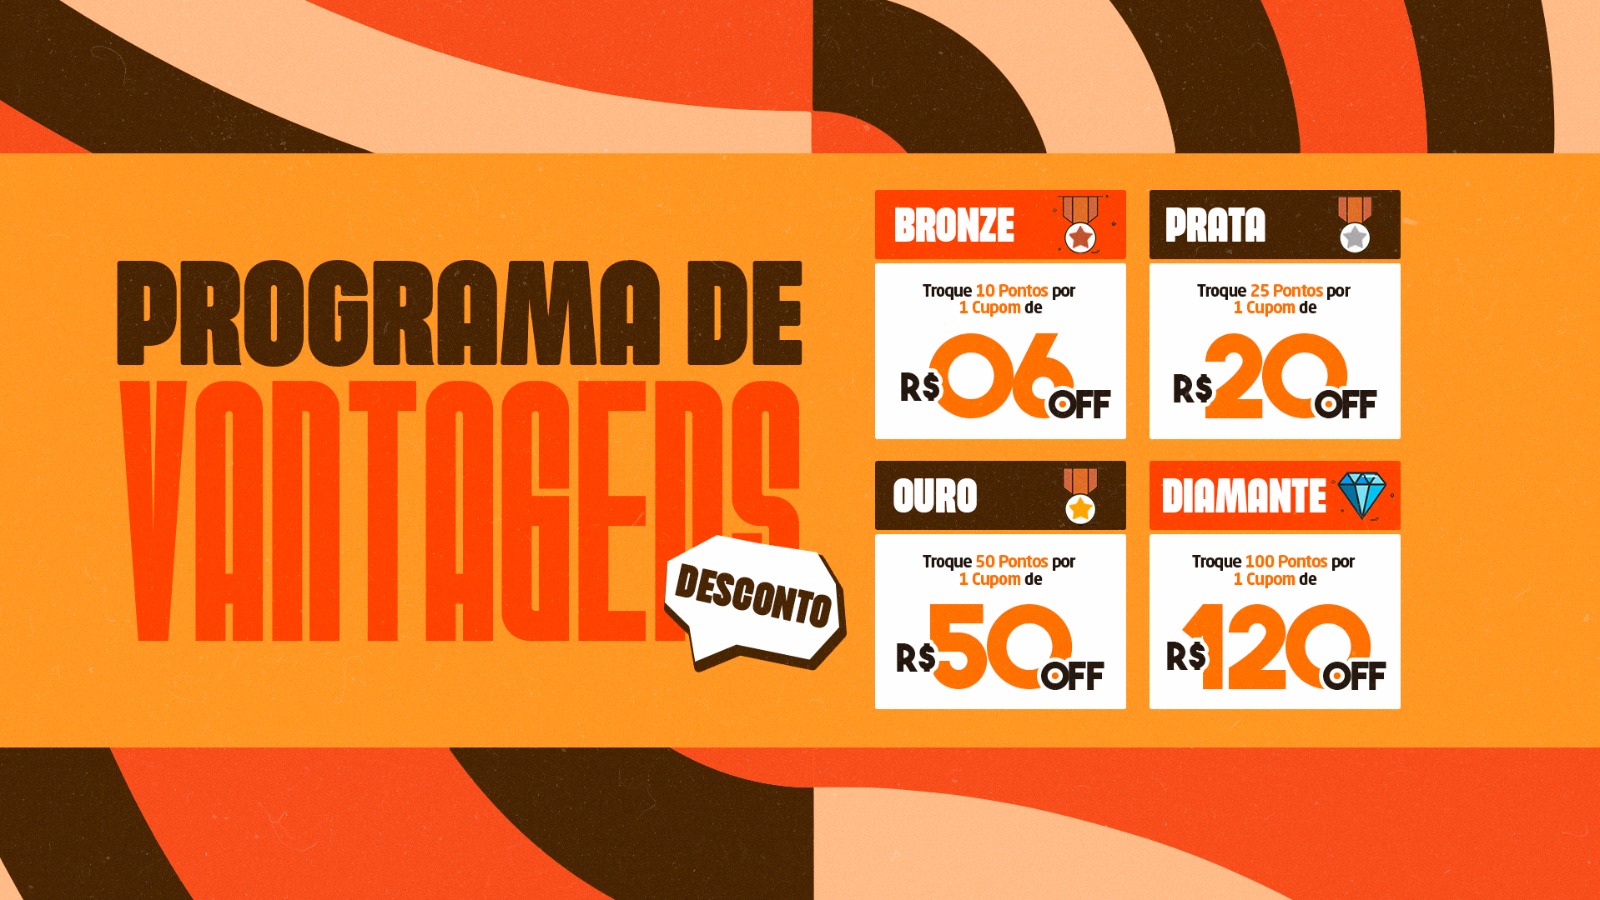 PROGRAMA DE
VANTAGENS
DESCONTO
BRONZE
Troque 10 Pontos por
1 Cupom de
R$06OFF
PRATA
Troque 25 Pontos por
1 Cupom de
R$20OFF
OURO
Troque 50 Pontos por
1 Cupom de
R$50OFF
DIAMANTE
Troque 100 Pontos por
1 Cupom de
R$120OFF